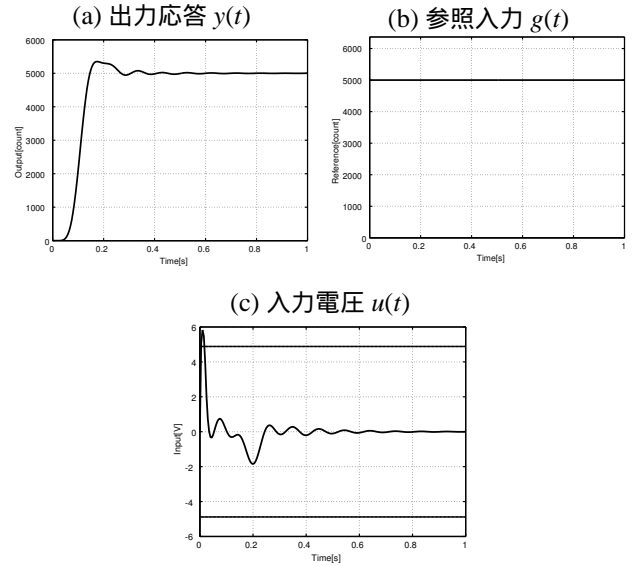 (a) 出力応答 y(t)
6000
5000
4000
3000
2000
1000
0
Output[count]
0 0.2 0.4 0.6 0.8 1
Time[s]
(b) 参照入力 g(t)
6000
5000
4000
3000
2000
1000
0
Reference[count]
0 0.2 0.4 0.6 0.8 1
Time[s]
(c) 入力電圧 u(t)
6
4
2
0
-2
-4
-6
Input[V]
0 0.2 0.4 0.6 0.8 1
Time[s]